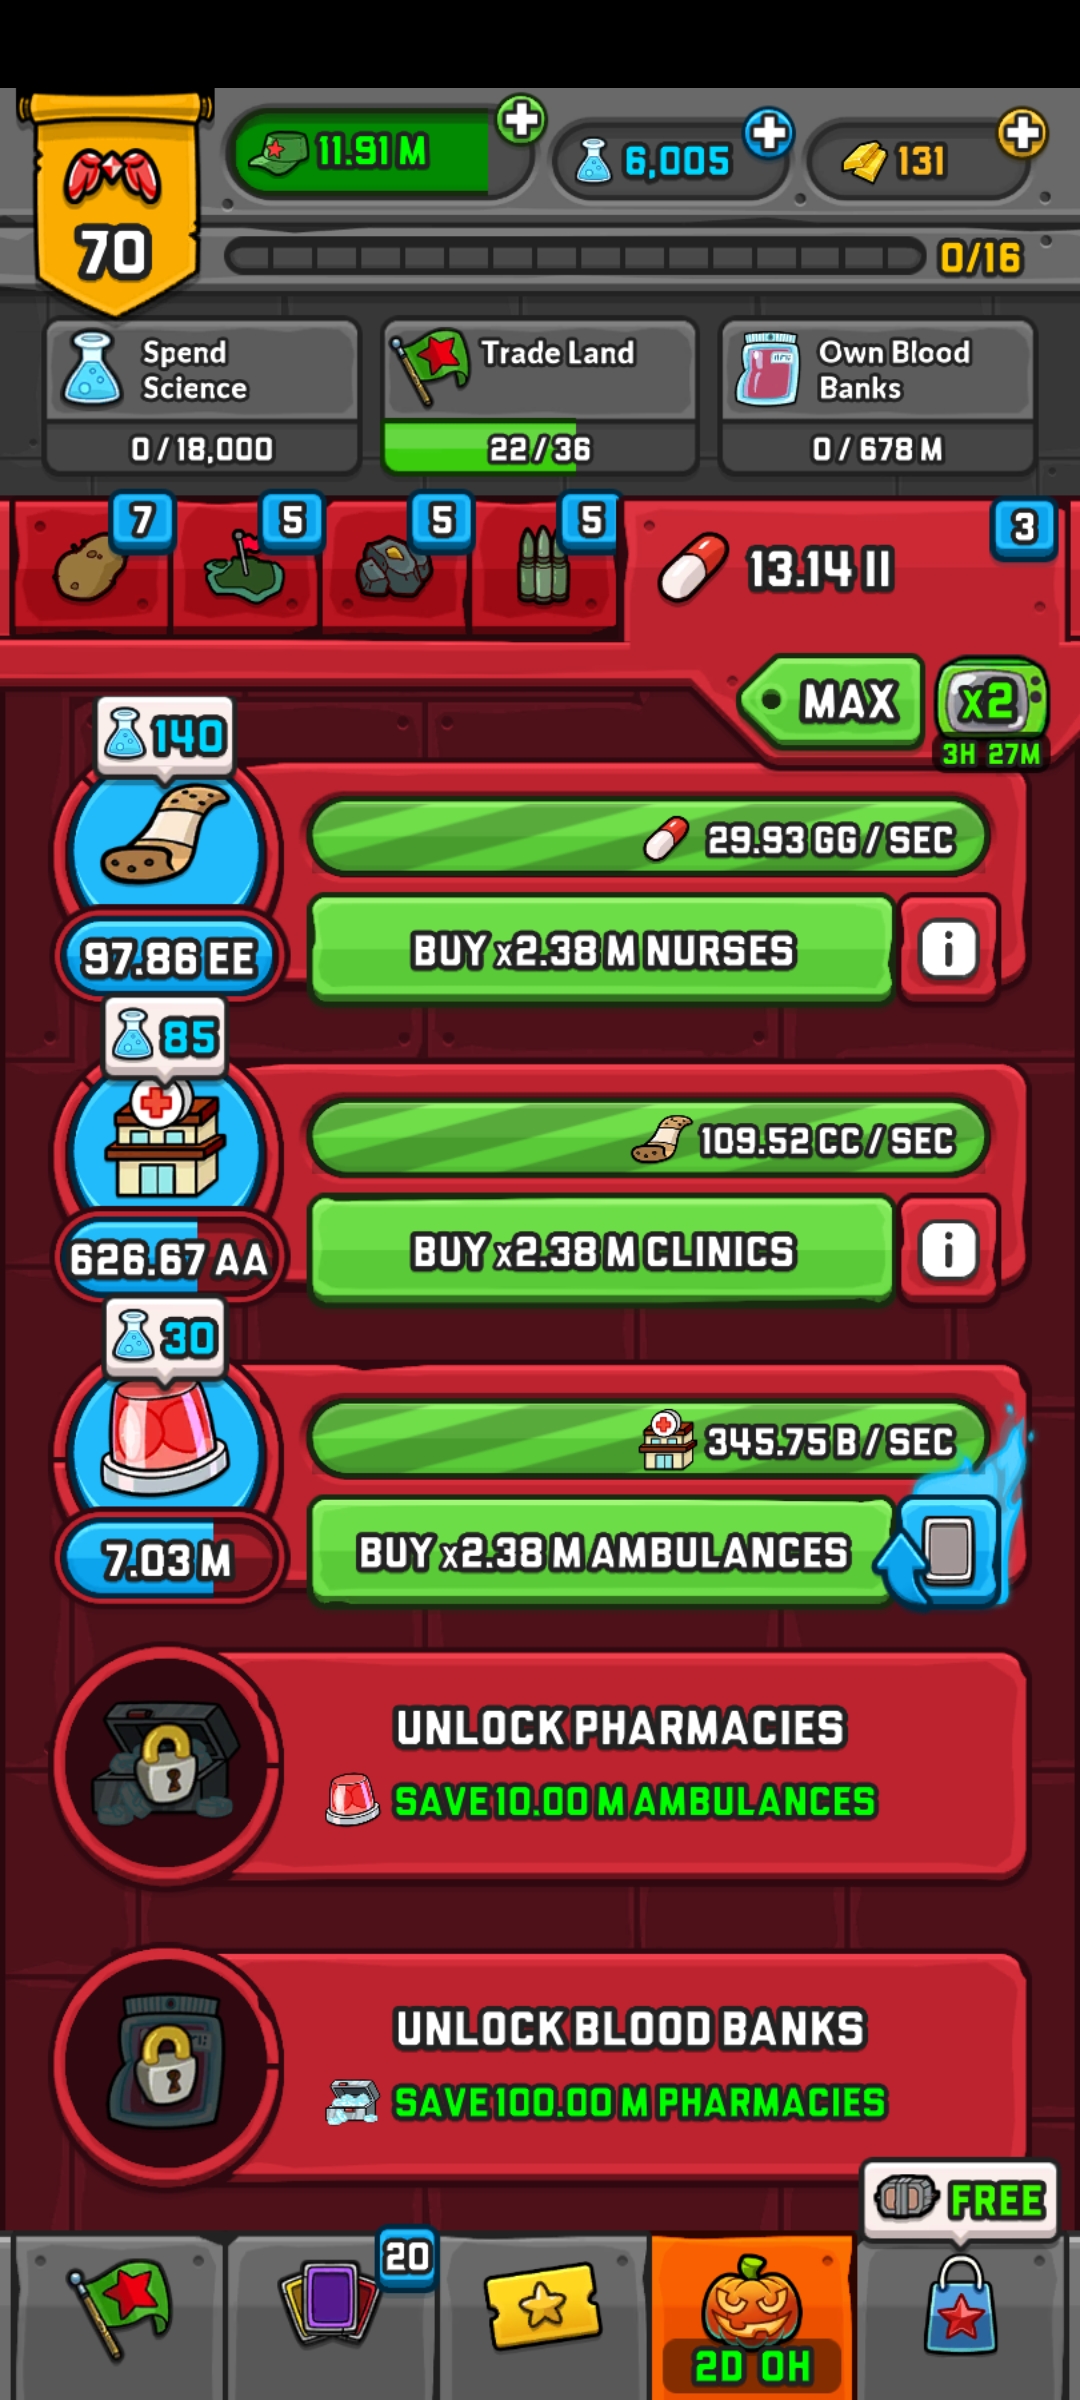 70
11.91 M
6,005
131
0/16
Spend
Science
0 / 18,000
Trade Land
22 / 36
Own Blood
Banks
0 / 678 M
7
5
5
5
13.14 II
3
MAX
x2
3H 27M
140
29.93 GG / SEC
97.86 EE
BUY x2.38 M NURSES
i
85
109.52 CC / SEC
626.67 AA
BUY x2.38 M CLINICS
i
30
345.75 B / SEC
7.03 M
BUY x2.38 M AMBULANCES
UNLOCK PHARMACIES
SAVE 10.00 M AMBULANCES
UNLOCK BLOOD BANKS
SAVE 100.00 M PHARMACIES
FREE
20
2D 0H